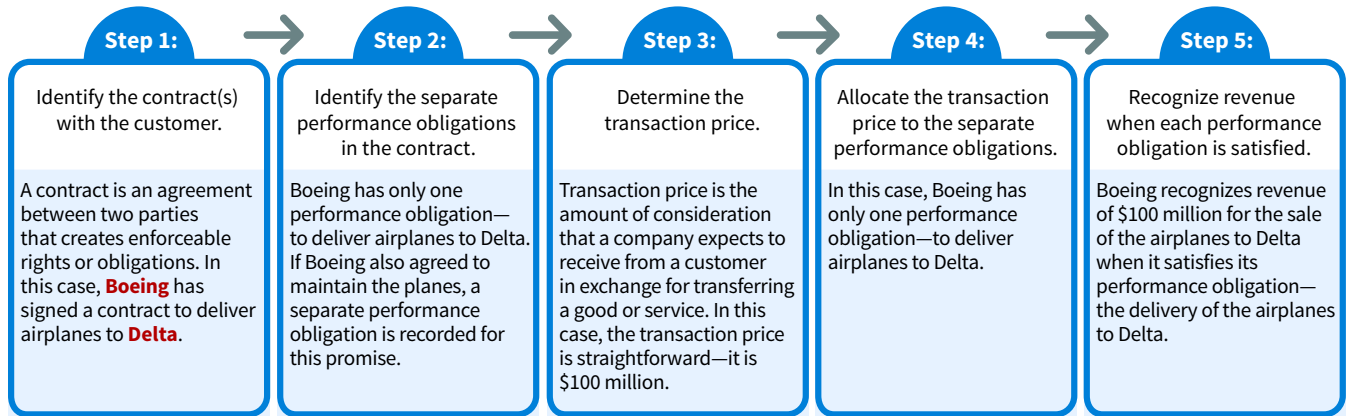 Step 1:
Identify the contract(s)
with the customer.
A contract is an agreement
between two parties
that creates enforceable
rights or obligations. In
this case, Boeing has
signed a contract to deliver
airplanes to Delta.
Step 2:
Identify the separate
performance obligations
in the contract.
Boeing has only one
performance obligation—
to deliver airplanes to Delta.
If Boeing also agreed to
maintain the planes, a
separate performance
obligation is recorded for
this promise.
Step 3:
Determine the
transaction price.
Transaction price is the
amount of consideration
that a company expects to
receive from a customer
in exchange for transferring
a good or service. In this
case, the transaction price
is straightforward—it is
$100 million.
Step 4:
Allocate the transaction
price to the separate
performance obligations.
In this case, Boeing has
only one performance
obligation—to deliver
airplanes to Delta.
Step 5:
Recognize revenue
when each performance
obligation is satisfied.
Boeing recognizes revenue
of $100 million for the sale
of the airplanes to Delta
when it satisfies its
performance obligation—
the delivery of the airplanes
to Delta.